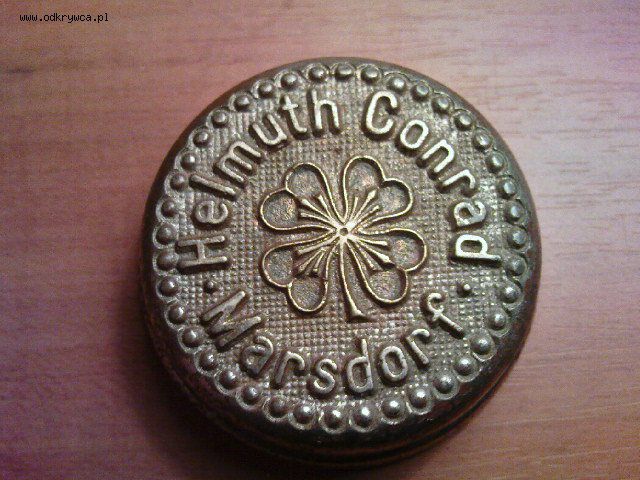 www.odkrywca.pl
Helmuth Conrad
· Marsdorf ·